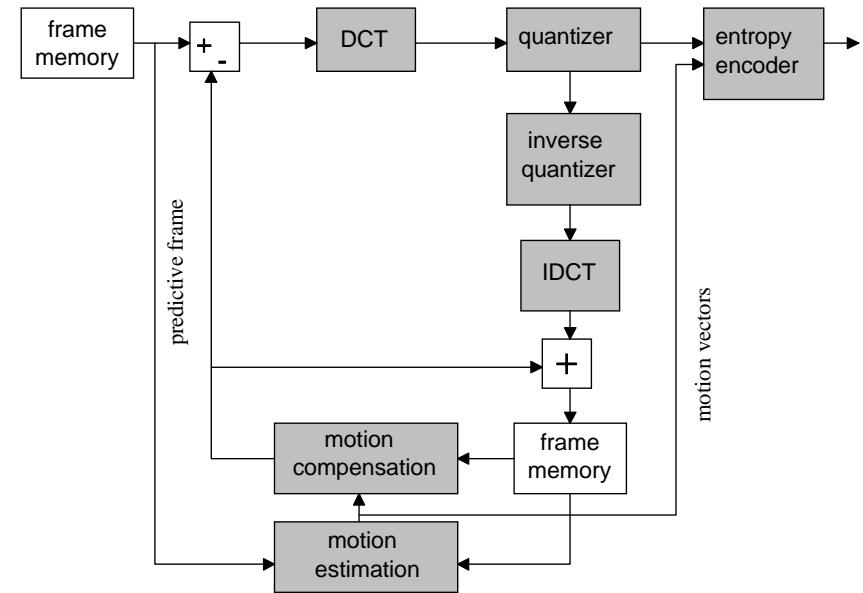 frame
memory
+
-
DCT
quantizer
entropy
encoder
inverse
quantizer
predictive frame
IDCT
motion vectors
+
motion
compensation
frame
memory
motion
estimation